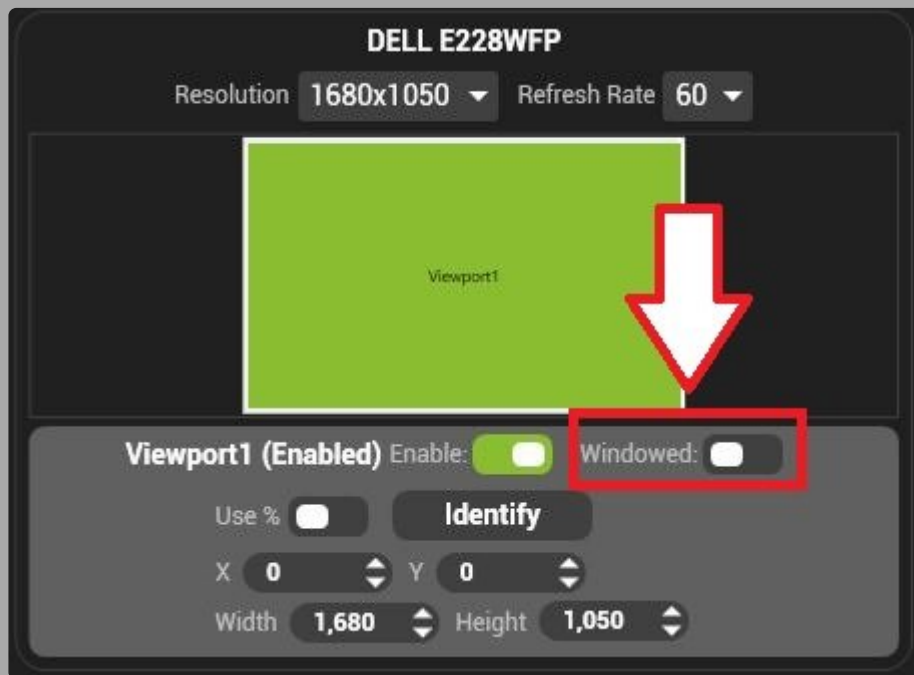 DELL E228WFP
Resolution 1680x1050 Refresh Rate 60
Viewport1
Viewport1 (Enabled) Enable: Windowed:
Use % Identify
X 0 Y 0
Width 1,680 Height 1,050